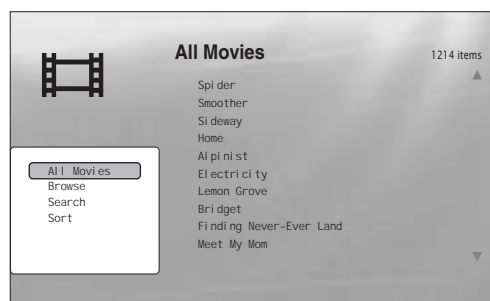 All Movies
1214 items
Spider
Smoother
Sideway
Home
Alpinist
Electricity
Lemon Grove
Bridget
Finding Never-Ever Land
Meet My Mom
All Movies
Browse
Search
Sort